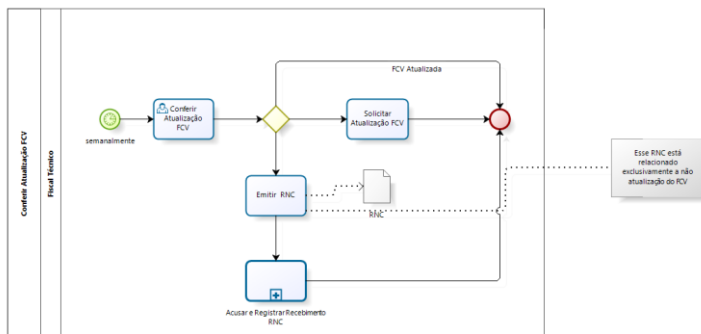 Conferir Atualização FCV
Fiscal Técnico
semanalmente
Conferir
Atualização
FCV
FCV Atualizada
Solicitar
Atualização FCV
Emitir RNC
RNC
Acusar e Registrar Recebimento
RNC
Esse RNC está
relacionado
exclusivamente a não
atualização do FCV